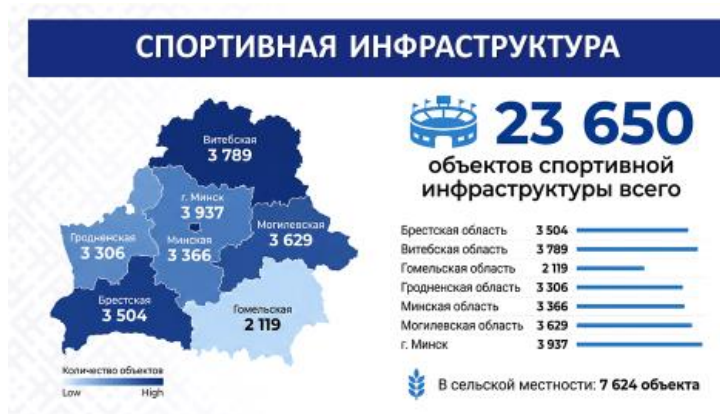 СПОРТИВНАЯ ИНФРАСТРУКТУРА
Витебская
3 789
г. Минск
3 937
Могилевская
3 629
Гродненская
3 306
Минская
3 366
Брестская
3 504
Гомельская
2 119
Количество объектов
Low High
23 650
объектов спортивной
инфраструктуры всего
Брестская область 3 504
Витебская область 3 789
Гомельская область 2 119
Гродненская область 3 306
Минская область 3 366
Могилевская область 3 629
г. Минск 3 937
В сельской местности: 7 624 объекта